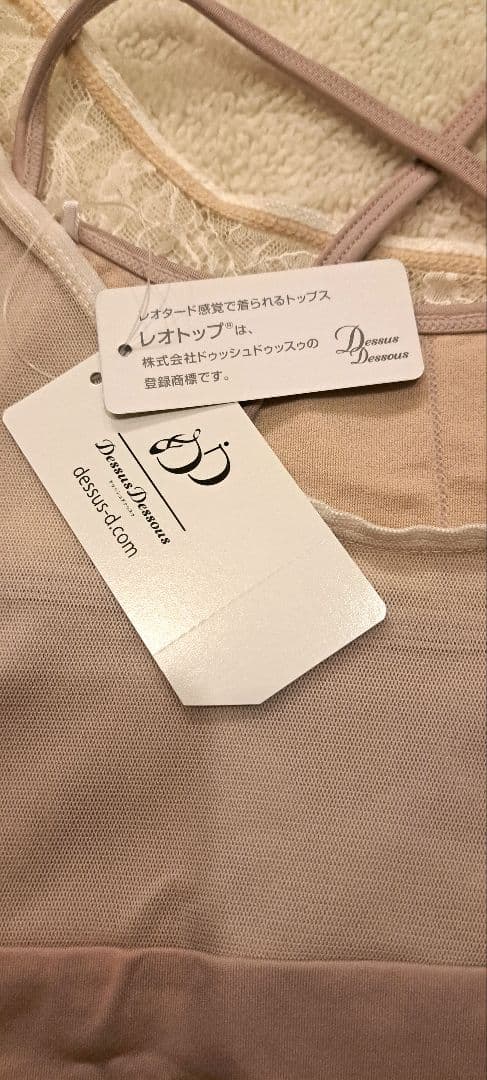 レオタード感覚で着られるトップス
レオトップ®は、
株式会社ドゥッシュドゥッスゥの
登録商標です。
Dessus
Dessous
DessusDessous
dessus-d.com